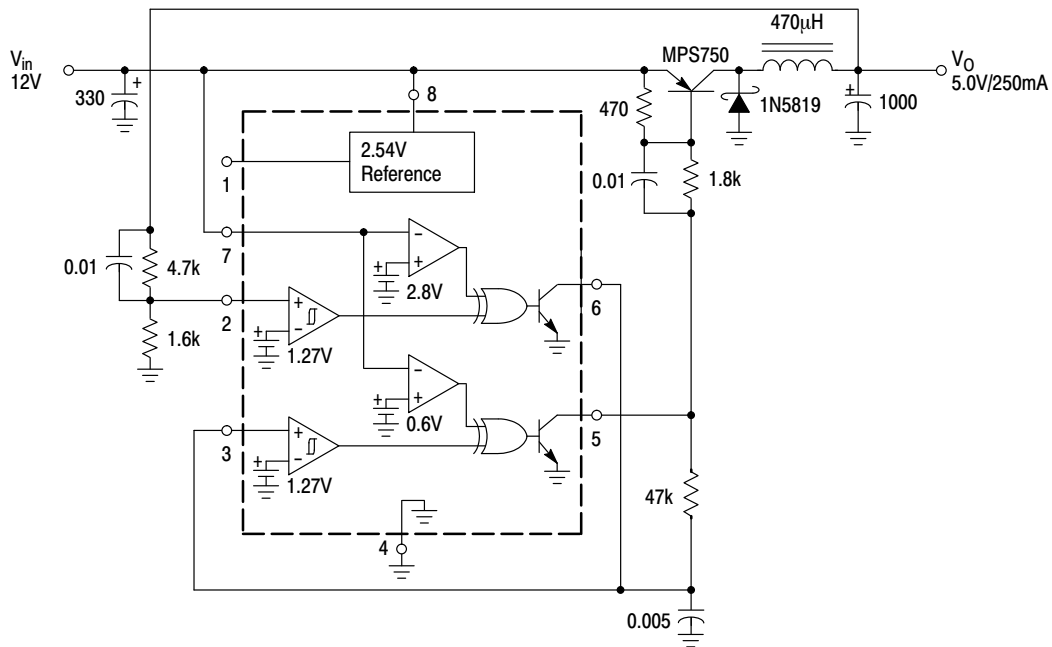 470μH
MPS750
Vin
12V
VO
5.0V/250mA
330
8
470
1N5819
1000
2.54V
Reference
1
0.01
1.8k
7
0.01
4.7k
–
+
+
2.8V
6
2
+
–
+
1.27V
1.6k
–
+
+
0.6V
5
3
+
–
+
1.27V
47k
4
0.005
+
+